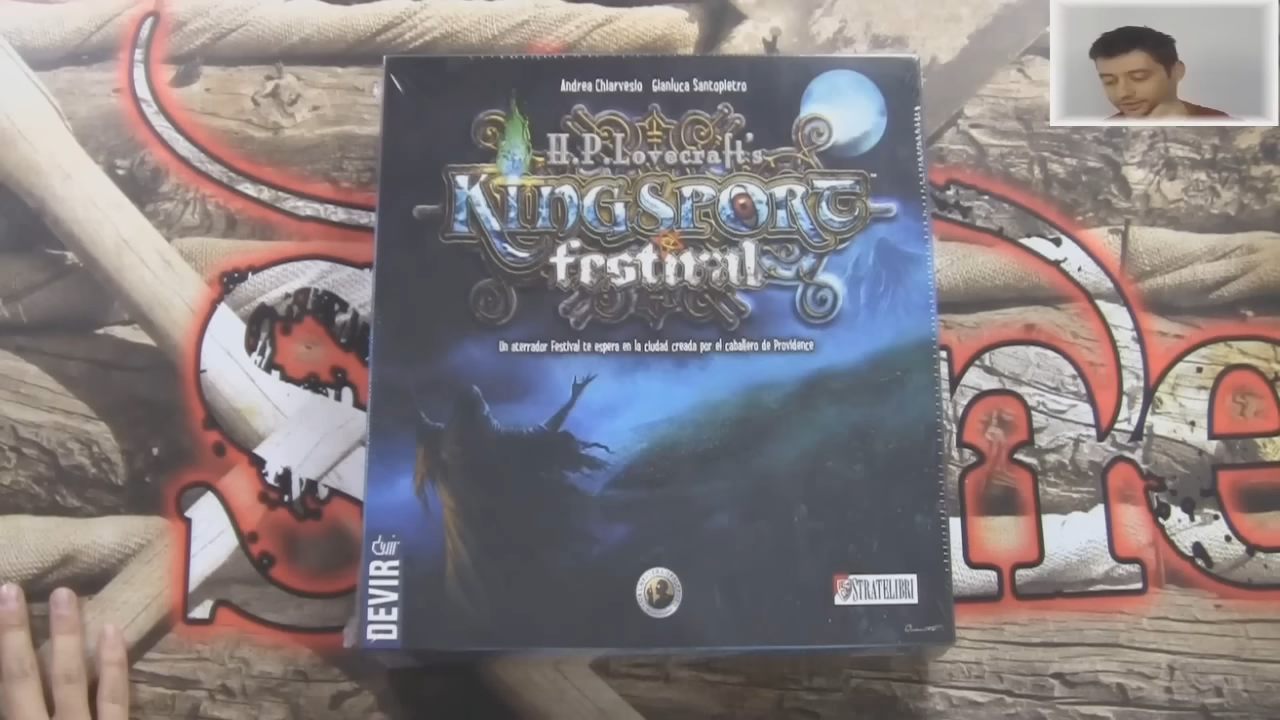 Andrea Chiarvesio Gianluca Santopietro
H.P.Lovecraft's
KINGSPORT™
festival
Un aterrador Festival te espera en la ciudad creada por el caballero de Providence
DEVIR
devir
STRATELIBRI